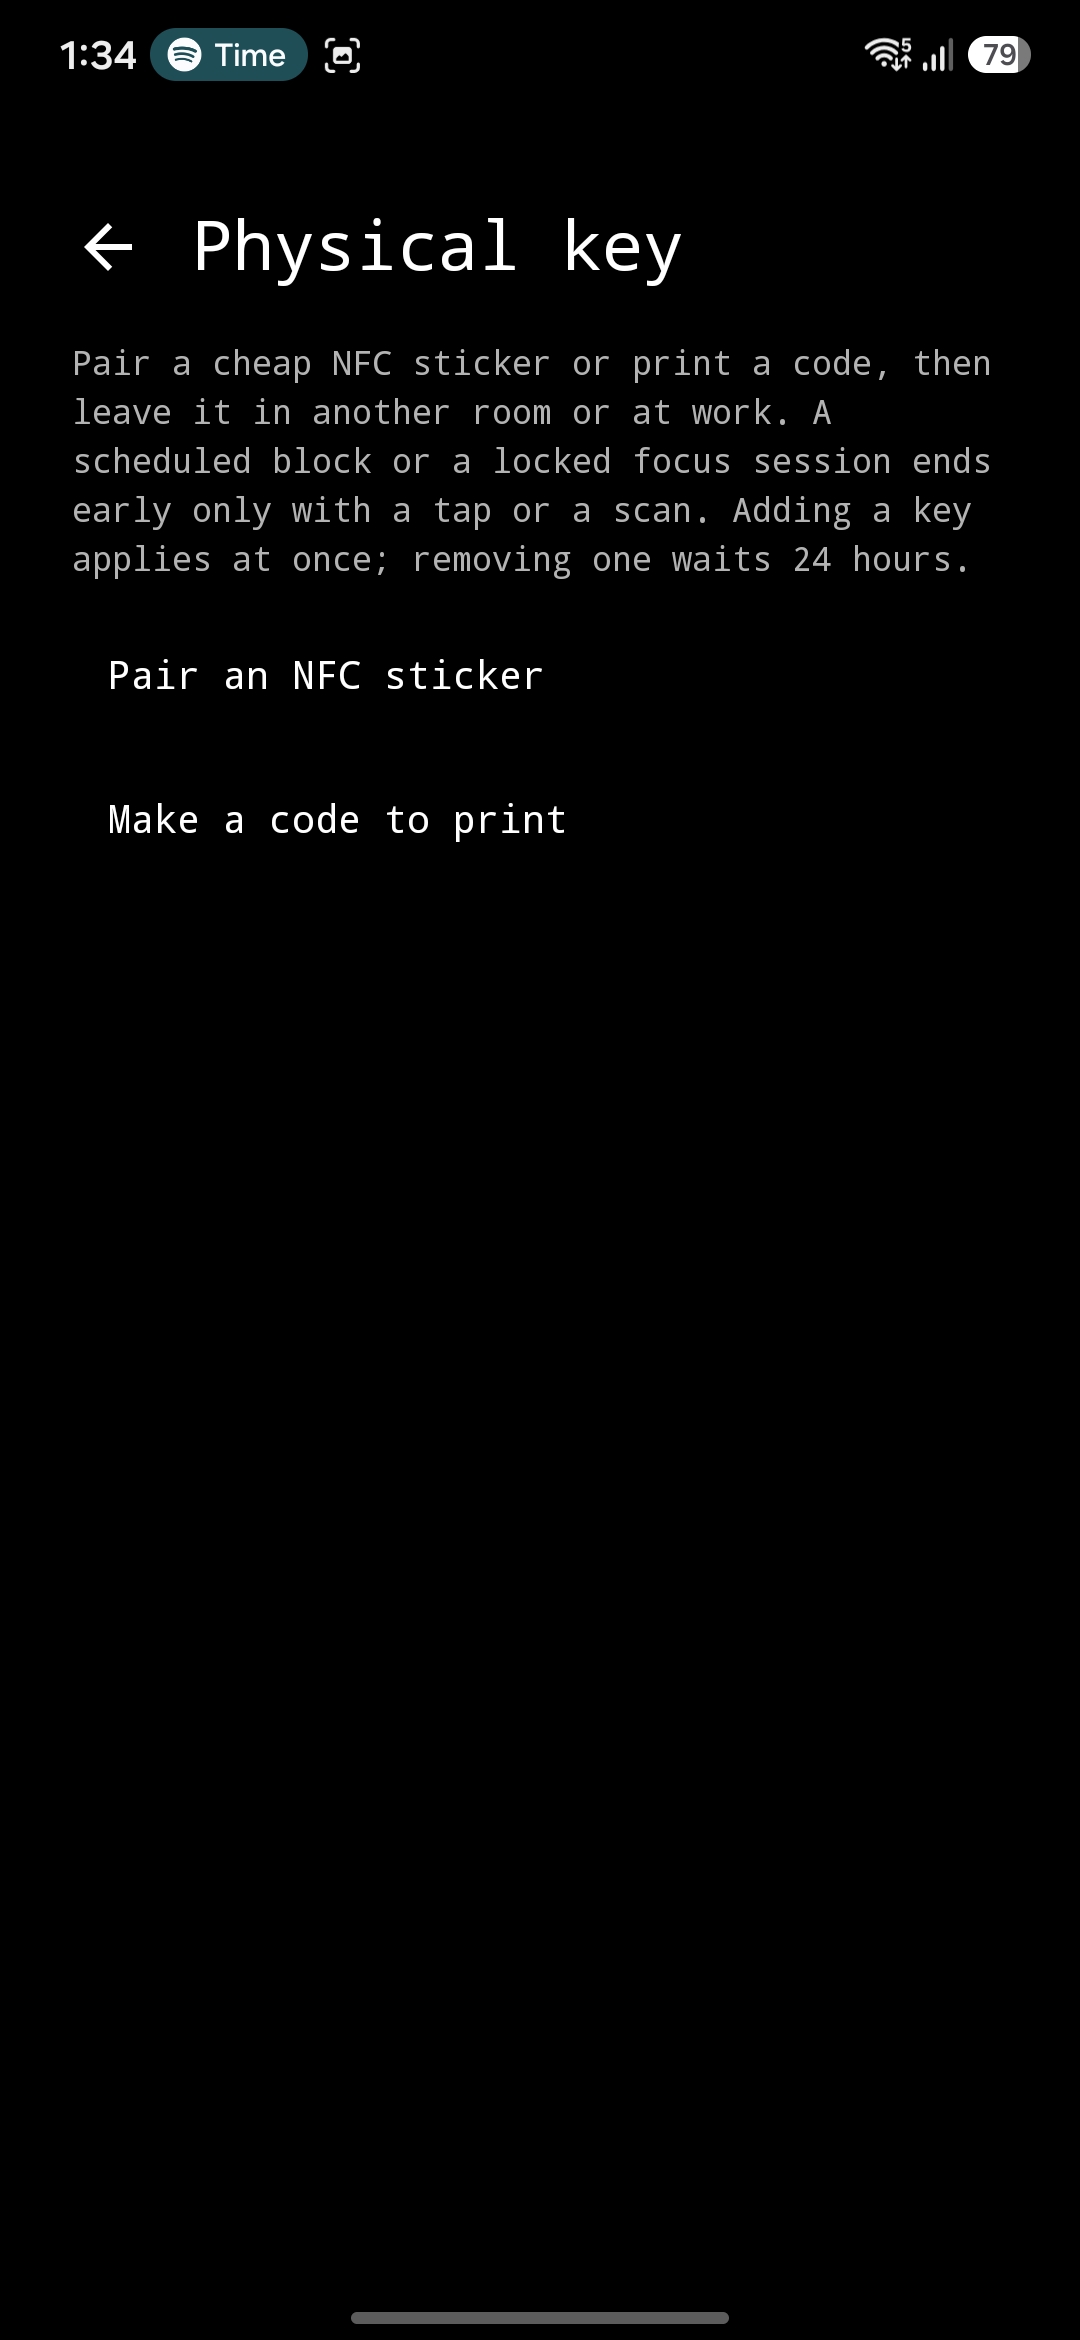 1:34 Time 5 79
Physical key
Pair a cheap NFC sticker or print a code, then
leave it in another room or at work. A
scheduled block or a locked focus session ends
early only with a tap or a scan. Adding a key
applies at once; removing one waits 24 hours.
Pair an NFC sticker
Make a code to print